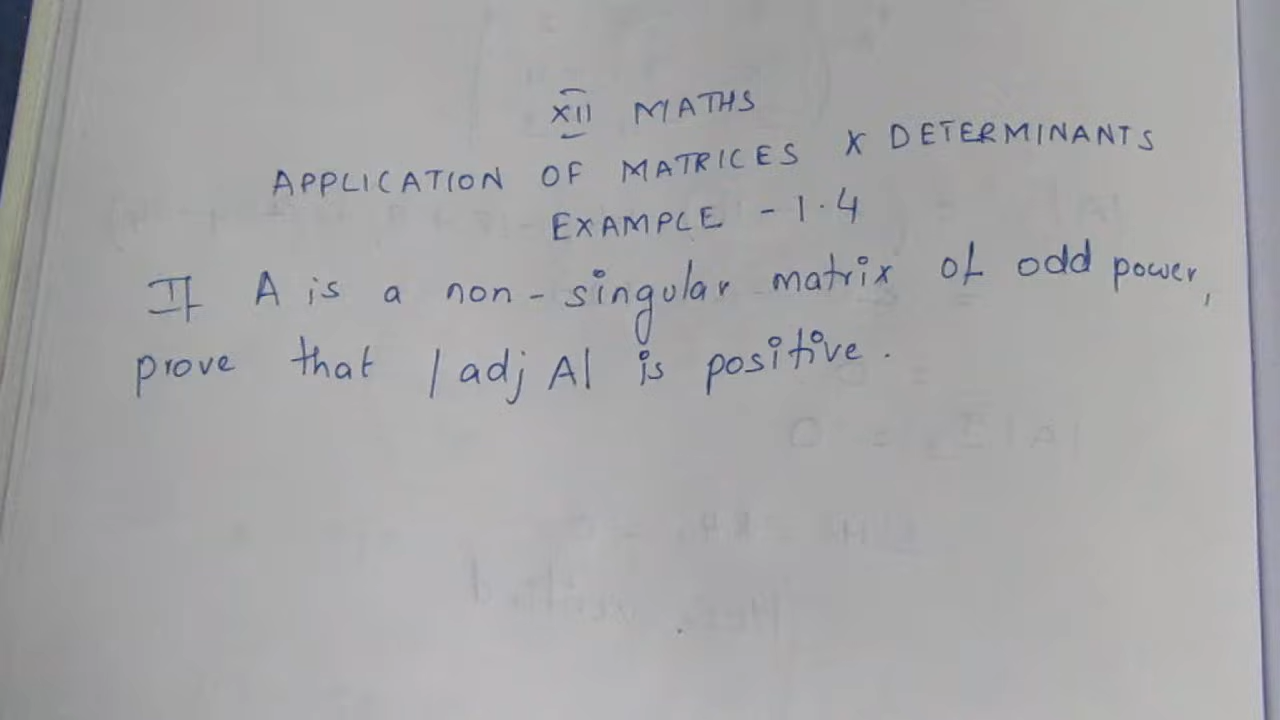 XII MATHS
APPLICATION OF MATRICES X DETERMINANTS
EXAMPLE - 1.4
If A is a non-singular matrix of odd power,
prove that |adj A| is positive.